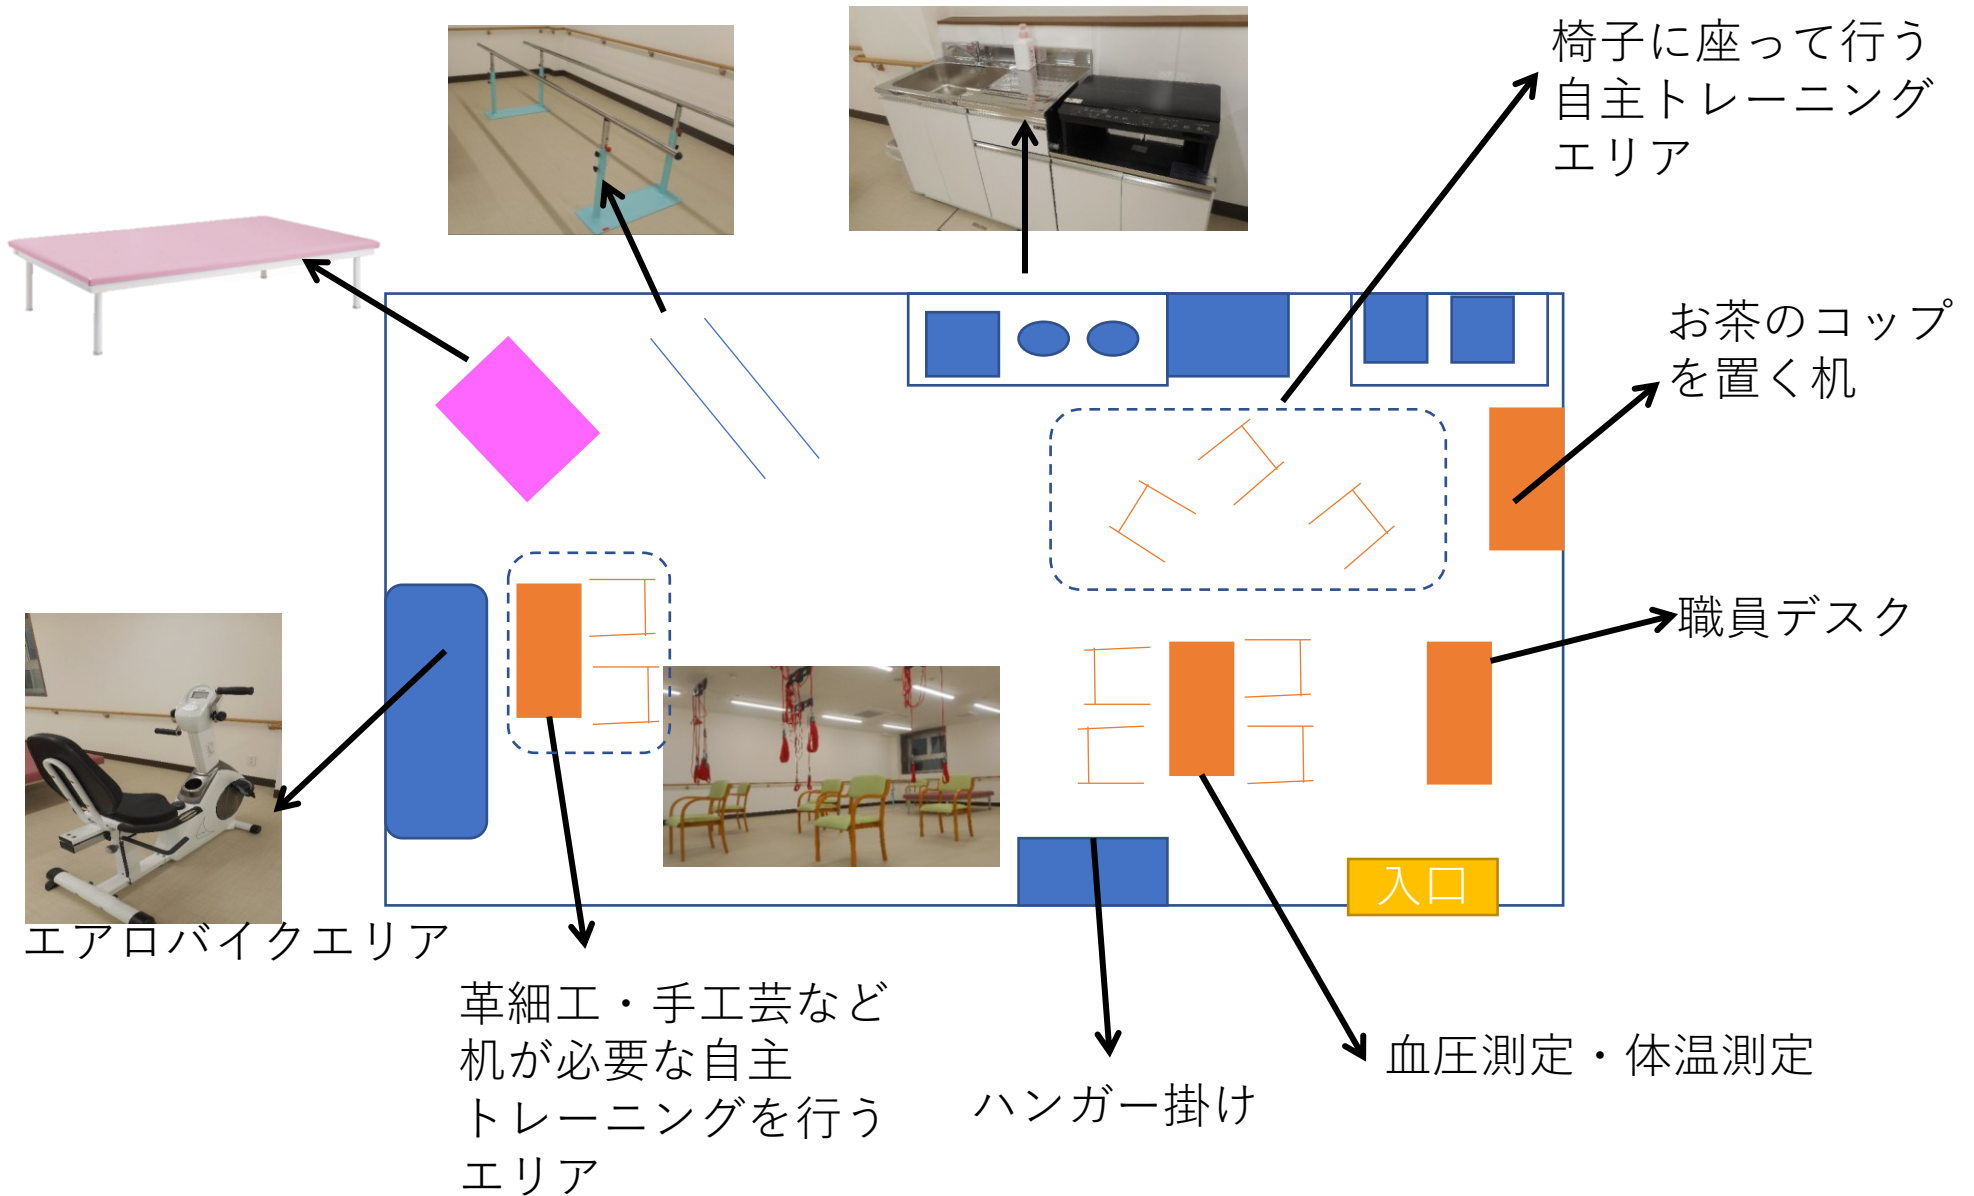 椅子に座って行う
自主トレーニング
エリア
お茶のコップ
を置く机
職員デスク
入口
エアロバイクエリア
革細工・手工芸など
机が必要な自主
トレーニングを行う
エリア
ハンガー掛け
血圧測定・体温測定